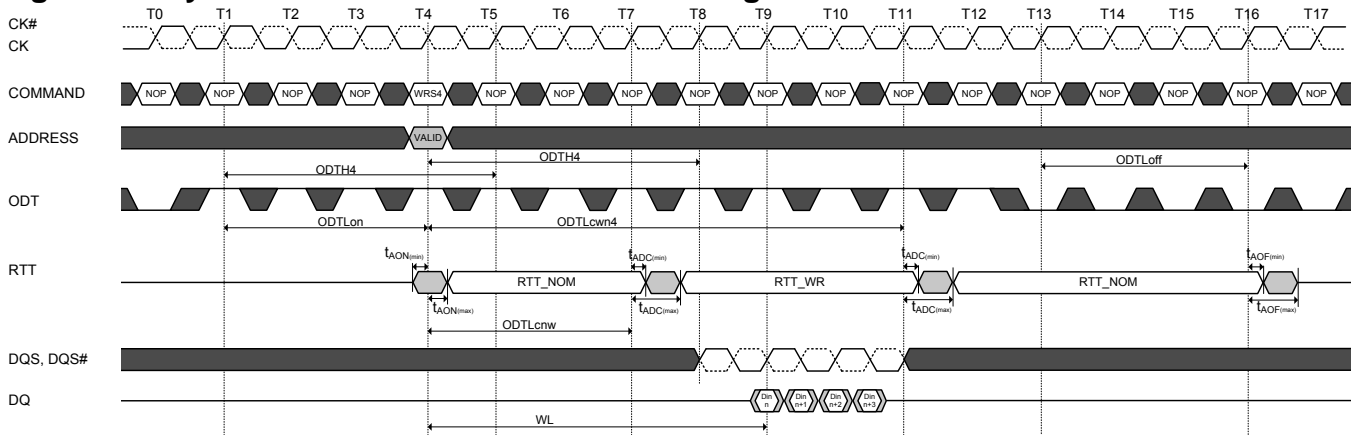 T0 T1 T2 T3 T4 T5 T6 T7 T8 T9 T10 T11 T12 T13 T14 T15 T16 T17
CK#
CK
COMMAND NOP NOP NOP NOP WRS4 NOP NOP NOP NOP NOP NOP NOP NOP NOP NOP NOP NOP NOP
ADDRESS VALID
ODTH4 ODTLoff
ODTH4
ODT
ODTLon ODTLcwn4
tAON(min) tADC(min) tADC(min) tAOF(min)
RTT RTT_NOM RTT_WR RTT_NOM
tAON(max) tADC(max) tADC(max) tAOF(max)
ODTLcnw
DQS, DQS#
DQ Din n Din n+1 Din n+2 Din n+3
WL